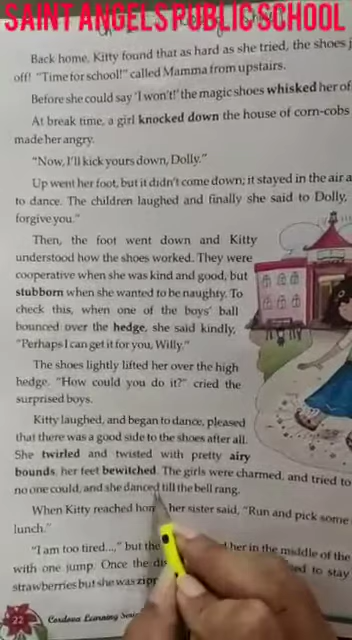 SAINT ANGELS PUBLIC SCHOOL
Back home, Kitty found that as hard as she tried, the shoes
off! "Time for school!" called Mamma from upstairs.
Before she could say 'I won't!' the magic shoes whisked her of
At break time, a girl knocked down the house of corn-cobs
made her angry.
"Now, I'll kick yours down, Dolly."
Up went her foot, but it didn't come down; it stayed in the air a
to dance. The children laughed and finally she said to Dolly,
forgive you."
Then, the foot went down and Kitty
understood how the shoes worked. They were
cooperative when she was kind and good, but
stubborn when she wanted to be naughty. To
check this, when one of the boys' ball
bounced over the hedge, she said kindly,
"Perhaps I can get it for you, Willy."
The shoes lightly lifted her over the high
hedge. "How could you do it?" cried the
surprised boys.
Kitty laughed, and began to dance, pleased
that there was a good side to the shoes after all.
She twirled and twisted with pretty airy
bounds, her feet bewitched. The girls were charmed, and tried to
no one could, and she danced till the bell rang.
When Kitty reached her sister said, "Run and pick some
lunch."
"I am too tired...," but the her in the middle of the
with one jump. Once the to stay
strawberries but she was
22 Cordova Learning